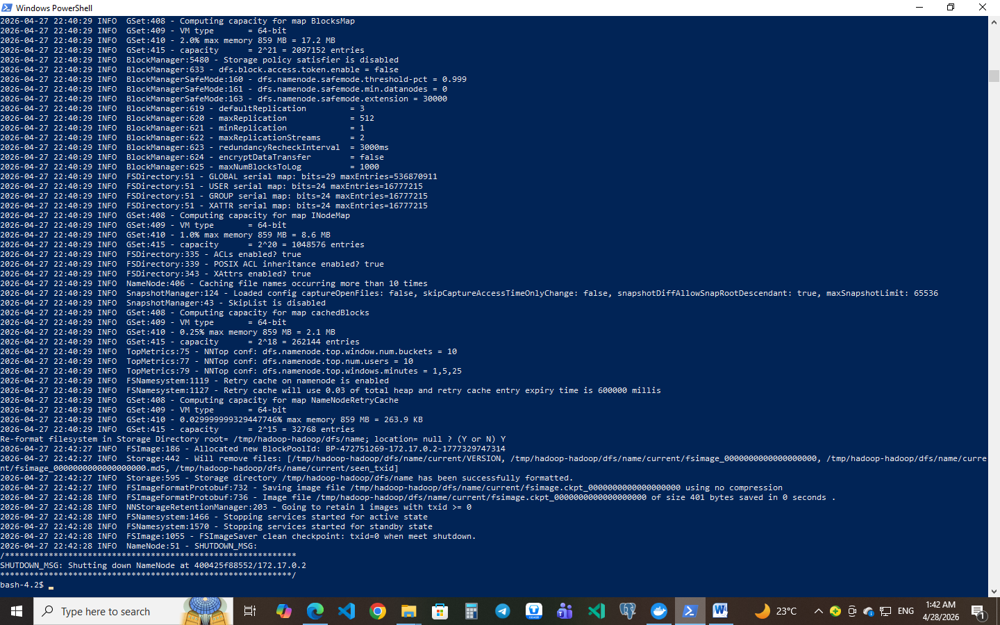 Windows PowerShell
2026-04-27 22:40:29 INFO  GSet:408 - Computing capacity for map BlocksMap
2026-04-27 22:40:29 INFO  GSet:409 - VM type       = 64-bit
2026-04-27 22:40:29 INFO  GSet:410 - 2.0% max memory 859 MB = 17.2 MB
2026-04-27 22:40:29 INFO  GSet:415 - capacity      = 2^21 = 2097152 entries
2026-04-27 22:40:29 INFO  BlockManager:5480 - Storage policy satisfier is disabled
2026-04-27 22:40:29 INFO  BlockManager:633 - dfs.block.access.token.enable = false
2026-04-27 22:40:29 INFO  BlockManagerSafeMode:160 - dfs.namenode.safemode.threshold-pct = 0.999
2026-04-27 22:40:29 INFO  BlockManagerSafeMode:161 - dfs.namenode.safemode.min.datanodes = 0
2026-04-27 22:40:29 INFO  BlockManagerSafeMode:163 - dfs.namenode.safemode.extension = 30000
2026-04-27 22:40:29 INFO  BlockManager:619 - defaultReplication         = 3
2026-04-27 22:40:29 INFO  BlockManager:620 - maxReplication             = 512
2026-04-27 22:40:29 INFO  BlockManager:621 - minReplication             = 1
2026-04-27 22:40:29 INFO  BlockManager:622 - maxReplicationStreams      = 2
2026-04-27 22:40:29 INFO  BlockManager:623 - redundancyRecheckInterval  = 3000ms
2026-04-27 22:40:29 INFO  BlockManager:624 - encryptDataTransfer        = false
2026-04-27 22:40:29 INFO  BlockManager:625 - maxNumBlocksToLog          = 1000
2026-04-27 22:40:29 INFO  FSDirectory:51 - GLOBAL serial map: bits=29 maxEntries=536870911
2026-04-27 22:40:29 INFO  FSDirectory:51 - USER serial map: bits=24 maxEntries=16777215
2026-04-27 22:40:29 INFO  FSDirectory:51 - GROUP serial map: bits=24 maxEntries=16777215
2026-04-27 22:40:29 INFO  FSDirectory:51 - XATTR serial map: bits=24 maxEntries=16777215
2026-04-27 22:40:29 INFO  GSet:408 - Computing capacity for map INodeMap
2026-04-27 22:40:29 INFO  GSet:409 - VM type       = 64-bit
2026-04-27 22:40:29 INFO  GSet:410 - 1.0% max memory 859 MB = 8.6 MB
2026-04-27 22:40:29 INFO  GSet:415 - capacity      = 2^20 = 1048576 entries
2026-04-27 22:40:29 INFO  FSDirectory:335 - ACLs enabled? true
2026-04-27 22:40:29 INFO  FSDirectory:339 - POSIX ACL inheritance enabled? true
2026-04-27 22:40:29 INFO  FSDirectory:343 - XAttrs enabled? true
2026-04-27 22:40:29 INFO  NameNode:406 - Caching file names occurring more than 10 times
2026-04-27 22:40:29 INFO  SnapshotManager:124 - Loaded config captureOpenFiles: false, skipCaptureAccessTimeOnlyChange: false, snapshotDiffAllowSnapRootDescendant: true, maxSnapshotLimit: 65536
2026-04-27 22:40:29 INFO  SnapshotManager:43 - SkipList is disabled
2026-04-27 22:40:29 INFO  GSet:408 - Computing capacity for map cachedBlocks
2026-04-27 22:40:29 INFO  GSet:409 - VM type       = 64-bit
2026-04-27 22:40:29 INFO  GSet:410 - 0.25% max memory 859 MB = 2.1 MB
2026-04-27 22:40:29 INFO  GSet:415 - capacity      = 2^18 = 262144 entries
2026-04-27 22:40:29 INFO  TopMetrics:75 - NNTop conf: dfs.namenode.top.window.num.buckets = 10
2026-04-27 22:40:29 INFO  TopMetrics:77 - NNTop conf: dfs.namenode.top.num.users = 10
2026-04-27 22:40:29 INFO  TopMetrics:79 - NNTop conf: dfs.namenode.top.windows.minutes = 1,5,25
2026-04-27 22:40:29 INFO  FSNamesystem:1119 - Retry cache on namenode is enabled
2026-04-27 22:40:29 INFO  FSNamesystem:1127 - Retry cache will use 0.03 of total heap and retry cache entry expiry time is 600000 millis
2026-04-27 22:40:29 INFO  GSet:408 - Computing capacity for map NameNodeRetryCache
2026-04-27 22:40:29 INFO  GSet:409 - VM type       = 64-bit
2026-04-27 22:40:29 INFO  GSet:410 - 0.029999999329447746% max memory 859 MB = 263.9 KB
2026-04-27 22:40:29 INFO  GSet:415 - capacity      = 2^15 = 32768 entries
Re-format filesystem in Storage Directory root= /tmp/hadoop-hadoop/dfs/name; location= null ? (Y or N) Y
2026-04-27 22:42:27 INFO  FSImage:186 - Allocated new BlockPoolId: BP-472751269-172.17.0.2-1777329747314
2026-04-27 22:42:27 INFO  Storage:442 - Will remove files: [/tmp/hadoop-hadoop/dfs/name/current/VERSION, /tmp/hadoop-hadoop/dfs/name/current/fsimage_0000000000000000000, /tmp/hadoop-hadoop/dfs/name/curre
nt/fsimage_0000000000000000000.md5, /tmp/hadoop-hadoop/dfs/name/current/seen_txid]
2026-04-27 22:42:27 INFO  Storage:595 - Storage directory /tmp/hadoop-hadoop/dfs/name has been successfully formatted.
2026-04-27 22:42:27 INFO  FSImageFormatProtobuf:732 - Saving image file /tmp/hadoop-hadoop/dfs/name/current/fsimage.ckpt_0000000000000000000 using no compression
2026-04-27 22:42:28 INFO  FSImageFormatProtobuf:736 - Image file /tmp/hadoop-hadoop/dfs/name/current/fsimage.ckpt_0000000000000000000 of size 401 bytes saved in 0 seconds .
2026-04-27 22:42:28 INFO  NNStorageRetentionManager:203 - Going to retain 1 images with txid >= 0
2026-04-27 22:42:28 INFO  FSNamesystem:1466 - Stopping services started for active state
2026-04-27 22:42:28 INFO  FSNamesystem:1570 - Stopping services started for standby state
2026-04-27 22:42:28 INFO  FSImage:1055 - FSImageSaver clean checkpoint: txid=0 when meet shutdown.
2026-04-27 22:42:28 INFO  NameNode:51 - SHUTDOWN_MSG:
/************************************************************
SHUTDOWN_MSG: Shutting down NameNode at 400425f88552/172.17.0.2
************************************************************/
bash-4.2$
Type here to search
23°C
ENG
1:42 AM
4/28/2026
1